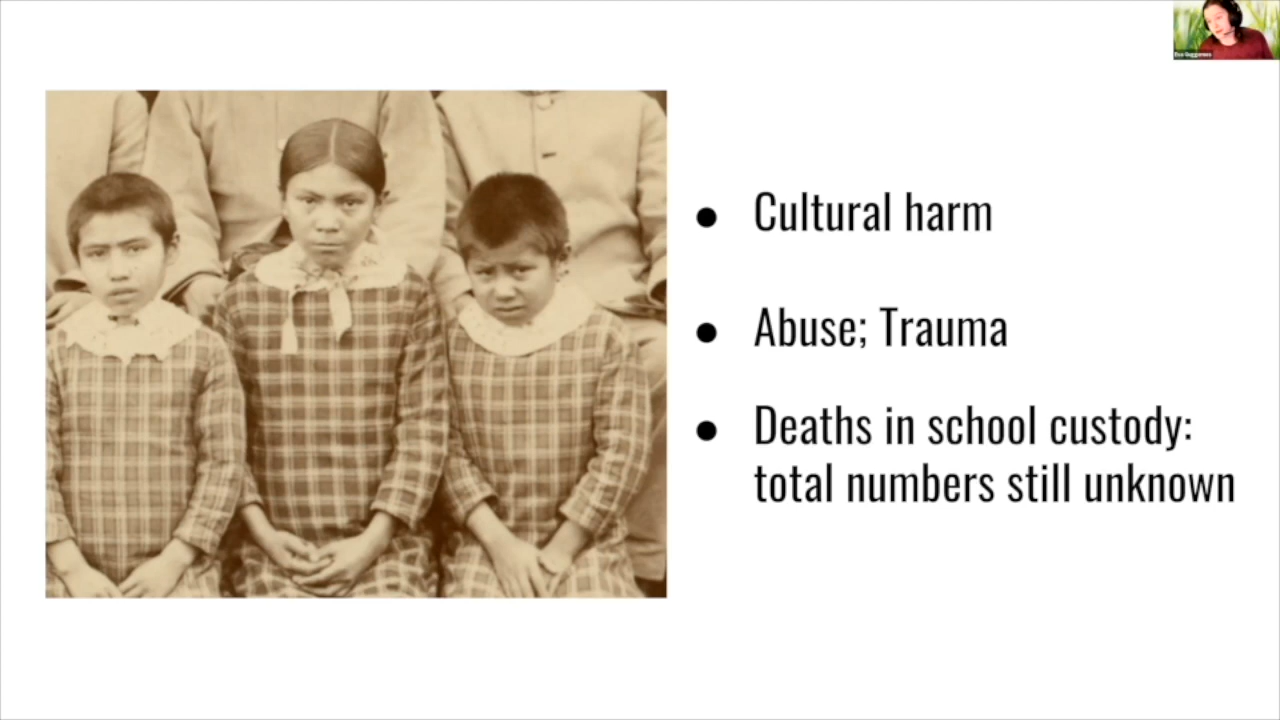 ● Cultural harm
● Abuse; Trauma
● Deaths in school custody:
total numbers still unknown